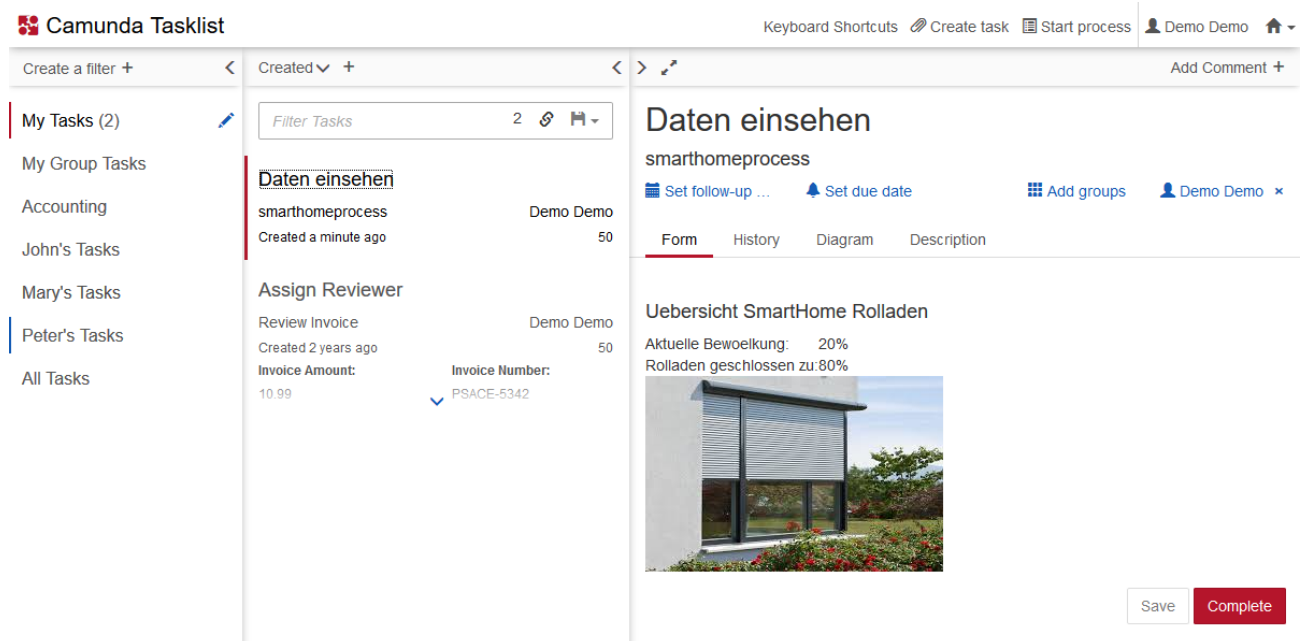 Camunda Tasklist
Keyboard Shortcuts Create task Start process Demo Demo
Create a filter +
Created +
Add Comment +
My Tasks (2)
My Group Tasks
Accounting
John's Tasks
Mary's Tasks
Peter's Tasks
All Tasks
Filter Tasks 2
Daten einsehen
smarthomeprocess Demo Demo
Created a minute ago 50
Assign Reviewer
Review Invoice Demo Demo
Created 2 years ago 50
Invoice Amount: Invoice Number:
10.99 PSACE-5342
Daten einsehen
smarthomeprocess
Set follow-up ... Set due date Add groups Demo Demo ×
Form History Diagram Description
Uebersicht SmartHome Rolladen
Aktuelle Bewoelkung: 20%
Rolladen geschlossen zu:80%
Save Complete